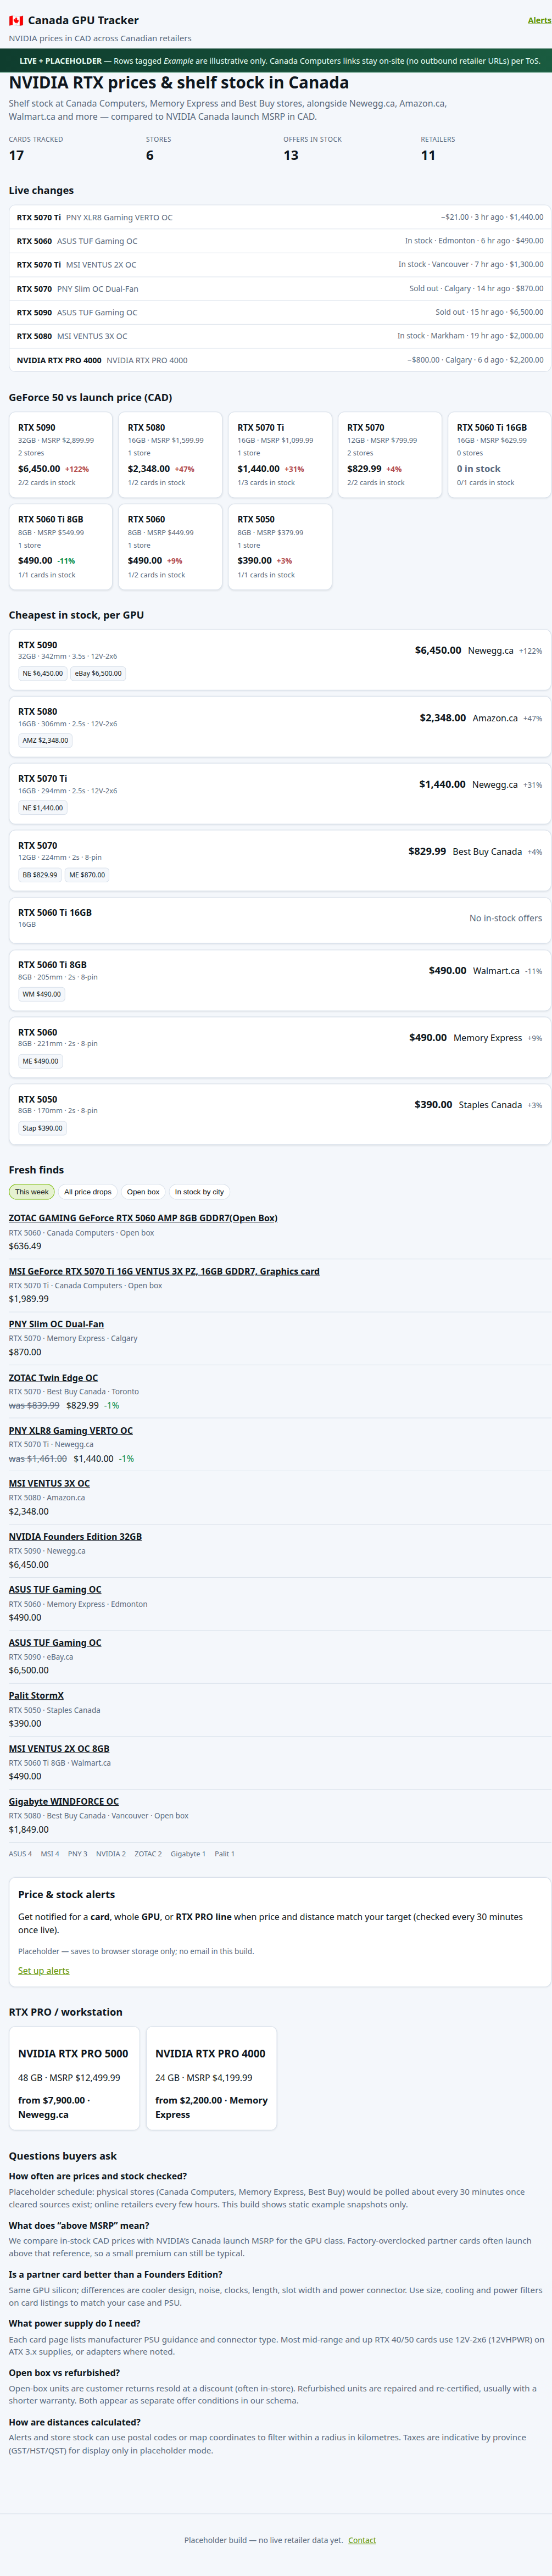 🇨🇦 Canada GPU Tracker
Alerts
NVIDIA prices in CAD across Canadian retailers
LIVE + PLACEHOLDER — Rows tagged Example are illustrative only. Canada Computers links stay on-site (no outbound retailer URLs) per ToS.
NVIDIA RTX prices & shelf stock in Canada
Shelf stock at Canada Computers, Memory Express and Best Buy stores, alongside Newegg.ca, Amazon.ca,
Walmart.ca and more — compared to NVIDIA Canada launch MSRP in CAD.
CARDS TRACKED
17
STORES
6
OFFERS IN STOCK
13
RETAILERS
11
Live changes
RTX 5070 Ti PNY XLR8 Gaming VERTO OC −$21.00 · 3 hr ago · $1,440.00
RTX 5060 ASUS TUF Gaming OC In stock · Edmonton · 6 hr ago · $490.00
RTX 5070 Ti MSI VENTUS 2X OC In stock · Vancouver · 7 hr ago · $1,300.00
RTX 5070 PNY Slim OC Dual-Fan Sold out · Calgary · 14 hr ago · $870.00
RTX 5090 ASUS TUF Gaming OC Sold out · 15 hr ago · $6,500.00
RTX 5080 MSI VENTUS 3X OC In stock · Markham · 19 hr ago · $2,000.00
NVIDIA RTX PRO 4000 NVIDIA RTX PRO 4000 −$800.00 · Calgary · 6 d ago · $2,200.00
GeForce 50 vs launch price (CAD)
RTX 5090
32GB · MSRP $2,899.99
2 stores
$6,450.00 +122%
2/2 cards in stock
RTX 5080
16GB · MSRP $1,599.99
1 store
$2,348.00 +47%
1/2 cards in stock
RTX 5070 Ti
16GB · MSRP $1,099.99
1 store
$1,440.00 +31%
1/3 cards in stock
RTX 5070
12GB · MSRP $799.99
2 stores
$829.99 +4%
2/2 cards in stock
RTX 5060 Ti 16GB
16GB · MSRP $629.99
0 stores
0 in stock
0/1 cards in stock
RTX 5060 Ti 8GB
8GB · MSRP $549.99
1 store
$490.00 -11%
1/1 cards in stock
RTX 5060
8GB · MSRP $449.99
1 store
$490.00 +9%
1/2 cards in stock
RTX 5050
8GB · MSRP $379.99
1 store
$390.00 +3%
1/1 cards in stock
Cheapest in stock, per GPU
RTX 5090
32GB · 342mm · 3.5s · 12V-2x6
NE $6,450.00 eBay $6,500.00
$6,450.00 Newegg.ca +122%
RTX 5080
16GB · 306mm · 2.5s · 12V-2x6
AMZ $2,348.00
$2,348.00 Amazon.ca +47%
RTX 5070 Ti
16GB · 294mm · 2.5s · 12V-2x6
NE $1,440.00
$1,440.00 Newegg.ca +31%
RTX 5070
12GB · 224mm · 2s · 8-pin
BB $829.99 ME $870.00
$829.99 Best Buy Canada +4%
RTX 5060 Ti 16GB
16GB
No in-stock offers
RTX 5060 Ti 8GB
8GB · 205mm · 2s · 8-pin
WM $490.00
$490.00 Walmart.ca -11%
RTX 5060
8GB · 221mm · 2s · 8-pin
ME $490.00
$490.00 Memory Express +9%
RTX 5050
8GB · 170mm · 2s · 8-pin
Stap $390.00
$390.00 Staples Canada +3%
Fresh finds
This week All price drops Open box In stock by city
ZOTAC GAMING GeForce RTX 5060 AMP 8GB GDDR7(Open Box)
RTX 5060 · Canada Computers · Open box
$636.49
MSI GeForce RTX 5070 Ti 16G VENTUS 3X PZ, 16GB GDDR7, Graphics card
RTX 5070 Ti · Canada Computers · Open box
$1,989.99
PNY Slim OC Dual-Fan
RTX 5070 · Memory Express · Calgary
$870.00
ZOTAC Twin Edge OC
RTX 5070 · Best Buy Canada · Toronto
was $839.99 $829.99 -1%
PNY XLR8 Gaming VERTO OC
RTX 5070 Ti · Newegg.ca
was $1,461.00 $1,440.00 -1%
MSI VENTUS 3X OC
RTX 5080 · Amazon.ca
$2,348.00
NVIDIA Founders Edition 32GB
RTX 5090 · Newegg.ca
$6,450.00
ASUS TUF Gaming OC
RTX 5060 · Memory Express · Edmonton
$490.00
ASUS TUF Gaming OC
RTX 5090 · eBay.ca
$6,500.00
Palit StormX
RTX 5050 · Staples Canada
$390.00
MSI VENTUS 2X OC 8GB
RTX 5060 Ti 8GB · Walmart.ca
$490.00
Gigabyte WINDFORCE OC
RTX 5080 · Best Buy Canada · Vancouver · Open box
$1,849.00
ASUS 4 MSI 4 PNY 3 NVIDIA 2 ZOTAC 2 Gigabyte 1 Palit 1
Price & stock alerts
Get notified for a card, whole GPU, or RTX PRO line when price and distance match your target (checked every 30 minutes
once live).
Placeholder — saves to browser storage only; no email in this build.
Set up alerts
RTX PRO / workstation
NVIDIA RTX PRO 5000
48 GB · MSRP $12,499.99
from $7,900.00 ·
Newegg.ca
NVIDIA RTX PRO 4000
24 GB · MSRP $4,199.99
from $2,200.00 · Memory
Express
Questions buyers ask
How often are prices and stock checked?
Placeholder schedule: physical stores (Canada Computers, Memory Express, Best Buy) would be polled about every 30 minutes once
cleared sources exist; online retailers every few hours. This build shows static example snapshots only.
What does “above MSRP” mean?
We compare in-stock CAD prices with NVIDIA’s Canada launch MSRP for the GPU class. Factory-overclocked partner cards often launch
above that reference, so a small premium can still be typical.
Is a partner card better than a Founders Edition?
Same GPU silicon; differences are cooler design, noise, clocks, length, slot width and power connector. Use size, cooling and power filters
on card listings to match your case and PSU.
What power supply do I need?
Each card page lists manufacturer PSU guidance and connector type. Most mid-range and up RTX 40/50 cards use 12V-2x6 (12VHPWR) on
ATX 3.x supplies, or adapters where noted.
Open box vs refurbished?
Open-box units are customer returns resold at a discount (often in-store). Refurbished units are repaired and re-certified, usually with a
shorter warranty. Both appear as separate offer conditions in our schema.
How are distances calculated?
Alerts and store stock can use postal codes or map coordinates to filter within a radius in kilometres. Taxes are indicative by province
(GST/HST/QST) for display only in placeholder mode.
Placeholder build — no live retailer data yet. Contact